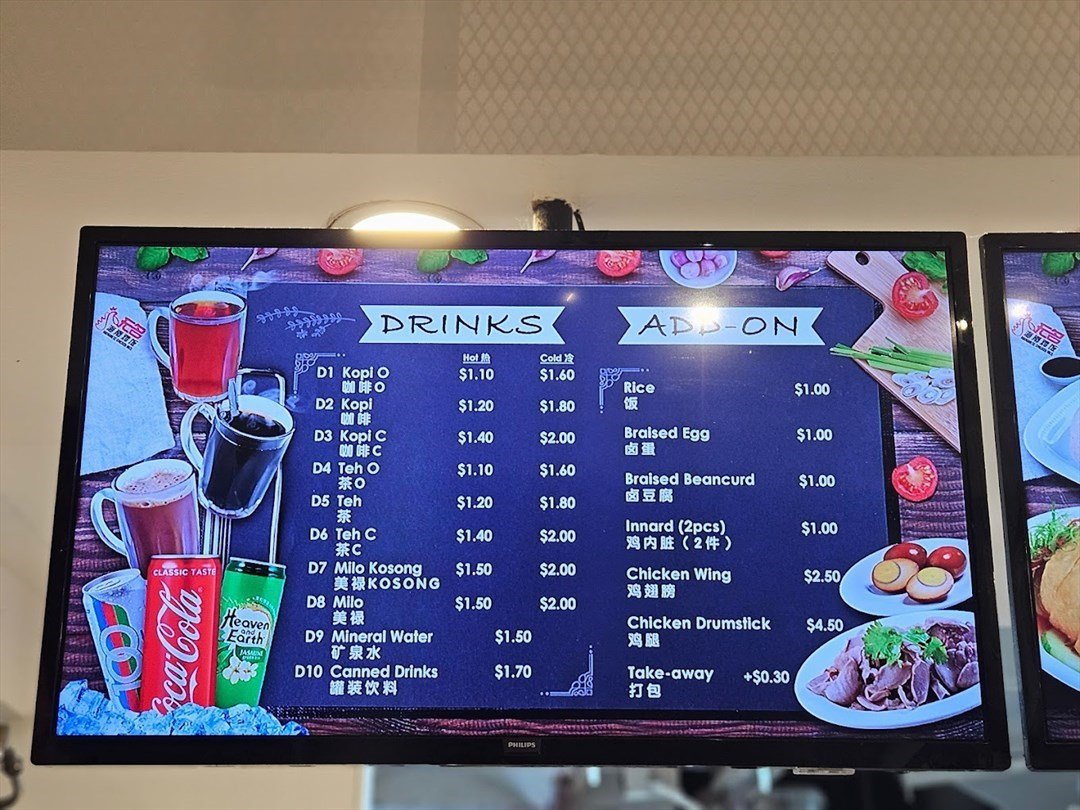 DRINKS
Hot 热 Cold 冷
D1 Kopi O $1.10 $1.60
咖啡O
D2 Kopi $1.20 $1.80
咖啡
D3 Kopi C $1.40 $2.00
咖啡C
D4 Teh O $1.10 $1.60
茶O
D5 Teh $1.20 $1.80
茶
D6 Teh C $1.40 $2.00
茶C
D7 Milo Kosong $1.50 $2.00
美禄KOSONG
D8 Milo $1.50 $2.00
美禄
D9 Mineral Water $1.50
矿泉水
D10 Canned Drinks $1.70
罐装饮料
ADD-ON
Rice $1.00
饭
Braised Egg $1.00
卤蛋
Braised Beancurd $1.00
卤豆腐
Innard (2pcs) $1.00
鸡内脏（2件）
Chicken Wing $2.50
鸡翅膀
Chicken Drumstick $4.50
鸡腿
Take-away +$0.30
打包
CLASSIC TASTE
Coca-Cola
Heaven
and
Earth
JASMINE
PHILIPS